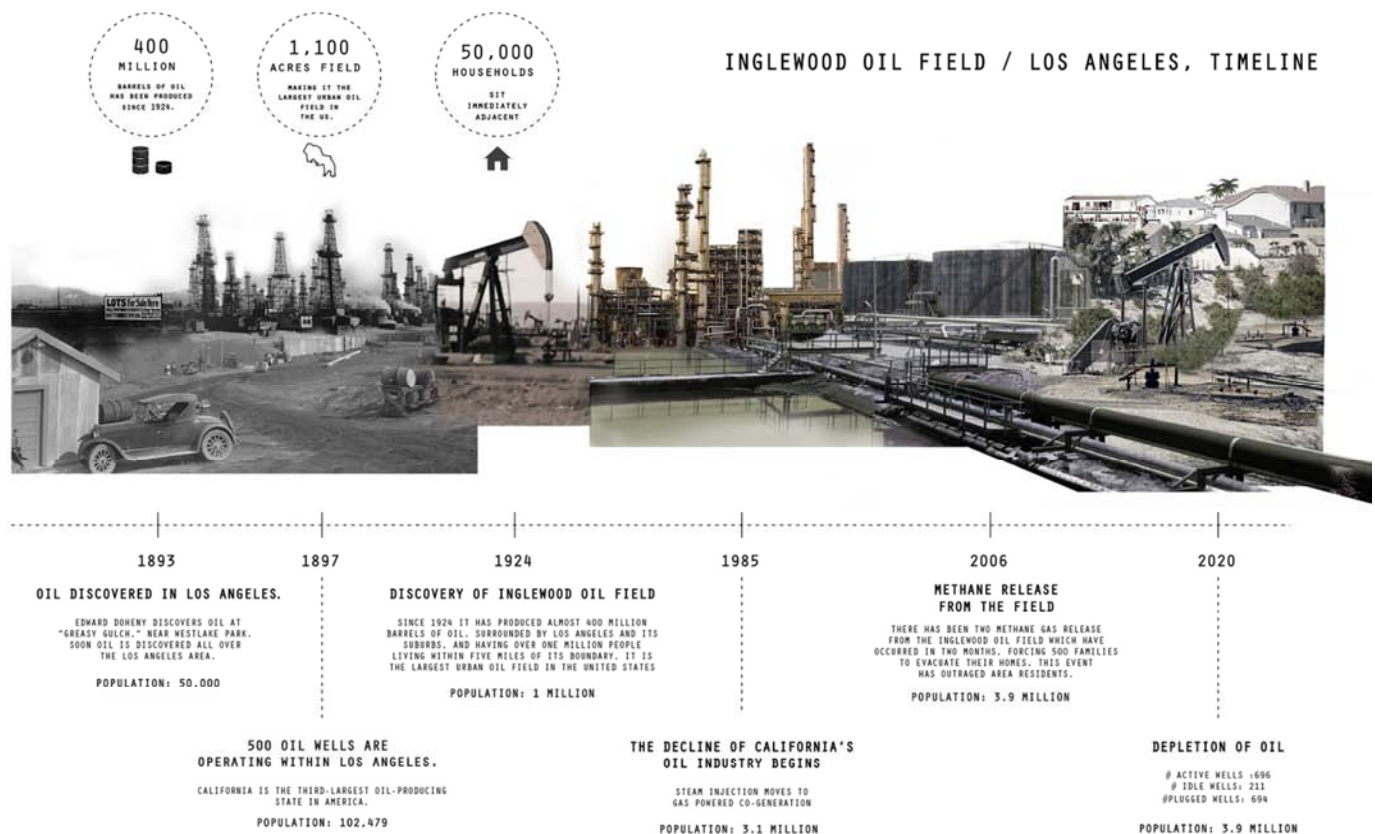 400
MILLION
BARRELS OF OIL
HAS BEEN PRODUCED
SINCE 1924.
1,100
ACRES FIELD
MAKING IT THE
LARGEST URBAN OIL
FIELD IN
THE US.
50,000
HOUSEHOLDS
SIT
IMMEDIATELY
ADJACENT
INGLEWOOD OIL FIELD / LOS ANGELES, TIMELINE
LOTS For Sale Here
1893
OIL DISCOVERED IN LOS ANGELES.
EDWARD DOHENY DISCOVERS OIL AT
"GREASY GULCH," NEAR WESTLAKE PARK.
SOON OIL IS DISCOVERED ALL OVER
THE LOS ANGELES AREA.
POPULATION: 50.000
1897
500 OIL WELLS ARE
OPERATING WITHIN LOS ANGELES.
CALIFORNIA IS THE THIRD-LARGEST OIL-PRODUCING
STATE IN AMERICA.
POPULATION: 102,479
1924
DISCOVERY OF INGLEWOOD OIL FIELD
SINCE 1924 IT HAS PRODUCED ALMOST 400 MILLION
BARRELS OF OIL. SURROUNDED BY LOS ANGELES AND ITS
SUBURBS, AND HAVING OVER ONE MILLION PEOPLE
LIVING WITHIN FIVE MILES OF ITS BOUNDARY, IT IS
THE LARGEST URBAN OIL FIELD IN THE UNITED STATES
POPULATION: 1 MILLION
1985
THE DECLINE OF CALIFORNIA'S
OIL INDUSTRY BEGINS
STEAM INJECTION MOVES TO
GAS POWERED CO-GENERATION
POPULATION: 3.1 MILLION
2006
METHANE RELEASE
FROM THE FIELD
THERE HAS BEEN TWO METHANE GAS RELEASE
FROM THE INGLEWOOD OIL FIELD WHICH HAVE
OCCURRED IN TWO MONTHS, FORCING 500 FAMILIES
TO EVACUATE THEIR HOMES. THIS EVENT
HAS OUTRAGED AREA RESIDENTS.
POPULATION: 3.9 MILLION
2020
DEPLETION OF OIL
# ACTIVE WELLS :696
# IDLE WELLS: 211
#PLUGGED WELLS: 694
POPULATION: 3.9 MILLION